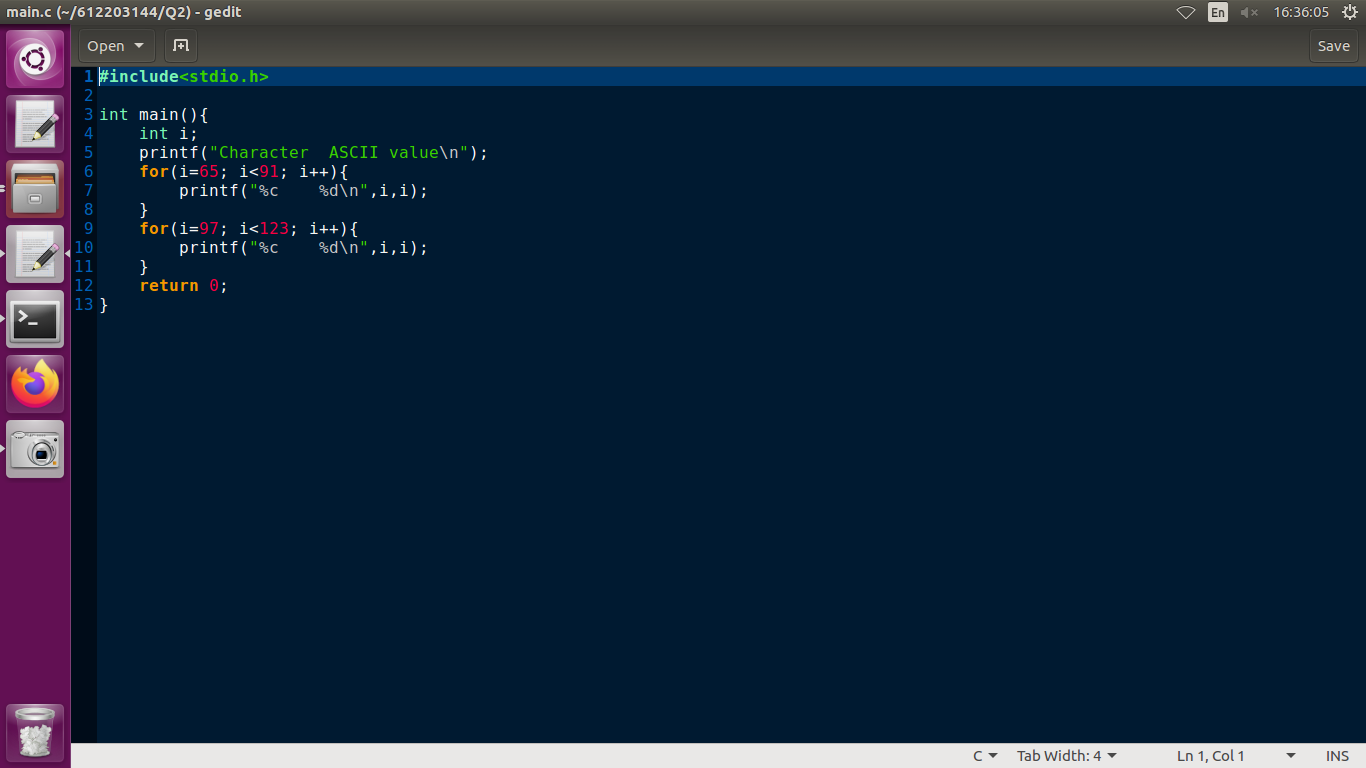 main.c (~/612203144/Q2) - gedit
En
16:36:05
Open
Save
1 #include<stdio.h>
2
3 int main(){
4     int i;
5     printf("Character  ASCII value\n");
6     for(i=65; i<91; i++){
7         printf("%c    %d\n",i,i);
8     }
9     for(i=97; i<123; i++){
10         printf("%c    %d\n",i,i);
11     }
12     return 0;
13 }
C
Tab Width: 4
Ln 1, Col 1
INS